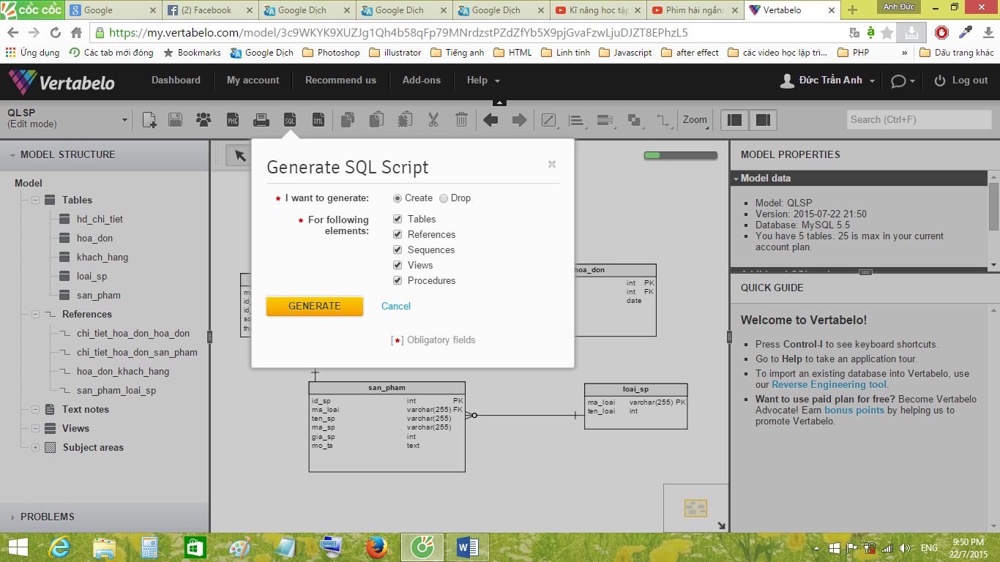 CỐC CỐC
Google
(2) Facebook
Google Dịch
Google Dịch
Google Dịch
Kĩ năng học tập
Phim hài ngắn:
Vertabelo
Anh Đức
https://my.vertabelo.com/model/3c9WKYK9XUZJg1Qh4b58qFp79MNrdzstPZdZfYb5X9pjGvaFzwLjuDJZT8EPhzL5
Ứng dụng
Các tab mới đóng
Bookmarks
Google Dịch
Photoshop
illustrator
Tiếng anh
HTML
Linh tinh
Javascript
after effect
các video học lập trì...
PHP
»
Dấu trang khác
Vertabelo
Dashboard
My account
Recommend us
Add-ons
Help
Đức Trần Anh
Log out
QLSP
(Edit mode)
PNG
SQL
XML
Zoom
Search (Ctrl+F)
MODEL STRUCTURE
Model
Tables
hd_chi_tiet
hoa_don
khach_hang
loai_sp
san_pham
References
chi_tiet_hoa_don_hoa_don
chi_tiet_hoa_don_san_pham
hoa_don_khach_hang
san_pham_loai_sp
Text notes
Views
Subject areas
PROBLEMS
Generate SQL Script
* I want to generate:
Create
Drop
* For following
elements:
Tables
References
Sequences
Views
Procedures
GENERATE
Cancel
[*] Obligatory fields
hoa_don
int PK
int FK
date
san_pham
id_sp int PK
ma_loai varchar(255) FK
ten_sp varchar(255)
ma_sp varchar(255)
gia_sp int
mo_ta text
loai_sp
ma_loai varchar(255) PK
ten_loai int
MODEL PROPERTIES
Model data
Model: QLSP
Version: 2015-07-22 21:50
Database: MySQL 5.5
You have 5 tables. 25 is max in your current
account plan.
QUICK GUIDE
Welcome to Vertabelo!
Press Control-I to see keyboard shortcuts.
Go to Help to take an application tour.
To import an existing database into Vertabelo, use
our Reverse Engineering tool.
Want to use paid plan for free? Become Vertabelo
Advocate! Earn bonus points by helping us to
promote Vertabelo.
ENG
9:50 PM
22/7/2015